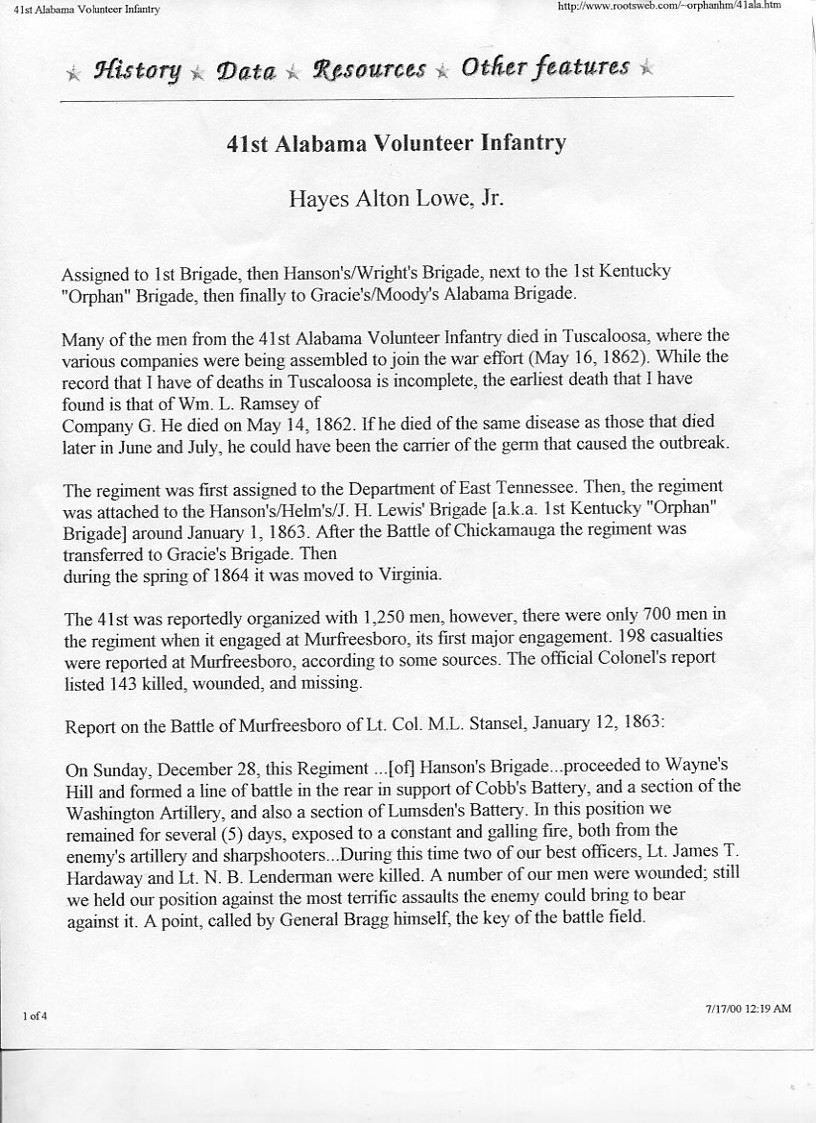 41st Alabama Volunteer Infantry
http://www.rootsweb.com/~orphanhm/41ala.htm
History Data Resources Other features
41st Alabama Volunteer Infantry
Hayes Alton Lowe, Jr.
Assigned to 1st Brigade, then Hanson's/Wright's Brigade, next to the 1st Kentucky
"Orphan" Brigade, then finally to Gracie's/Moody's Alabama Brigade.
Many of the men from the 41st Alabama Volunteer Infantry died in Tuscaloosa, where the
various companies were being assembled to join the war effort (May 16, 1862). While the
record that I have of deaths in Tuscaloosa is incomplete, the earliest death that I have
found is that of Wm. L. Ramsey of
Company G. He died on May 14, 1862. If he died of the same disease as those that died
later in June and July, he could have been the carrier of the germ that caused the outbreak.
The regiment was first assigned to the Department of East Tennessee. Then, the regiment
was attached to the Hanson's/Helm's/J. H. Lewis' Brigade [a.k.a. 1st Kentucky "Orphan"
Brigade] around January 1, 1863. After the Battle of Chickamauga the regiment was
transferred to Gracie's Brigade. Then
during the spring of 1864 it was moved to Virginia.
The 41st was reportedly organized with 1,250 men, however, there were only 700 men in
the regiment when it engaged at Murfreesboro, its first major engagement. 198 casualties
were reported at Murfreesboro, according to some sources. The official Colonel's report
listed 143 killed, wounded, and missing.
Report on the Battle of Murfreesboro of Lt. Col. M.L. Stansel, January 12, 1863:
On Sunday, December 28, this Regiment ...[of] Hanson's Brigade...proceeded to Wayne's
Hill and formed a line of battle in the rear in support of Cobb's Battery, and a section of the
Washington Artillery, and also a section of Lumsden's Battery. In this position we
remained for several (5) days, exposed to a constant and galling fire, both from the
enemy's artillery and sharpshooters...During this time two of our best officers, Lt. James T.
Hardaway and Lt. N. B. Lenderman were killed. A number of our men were wounded; still
we held our position against the most terrific assaults the enemy could bring to bear
against it. A point, called by General Bragg himself, the key of the battle field.
1 of 4
7/17/00 12:19 AM